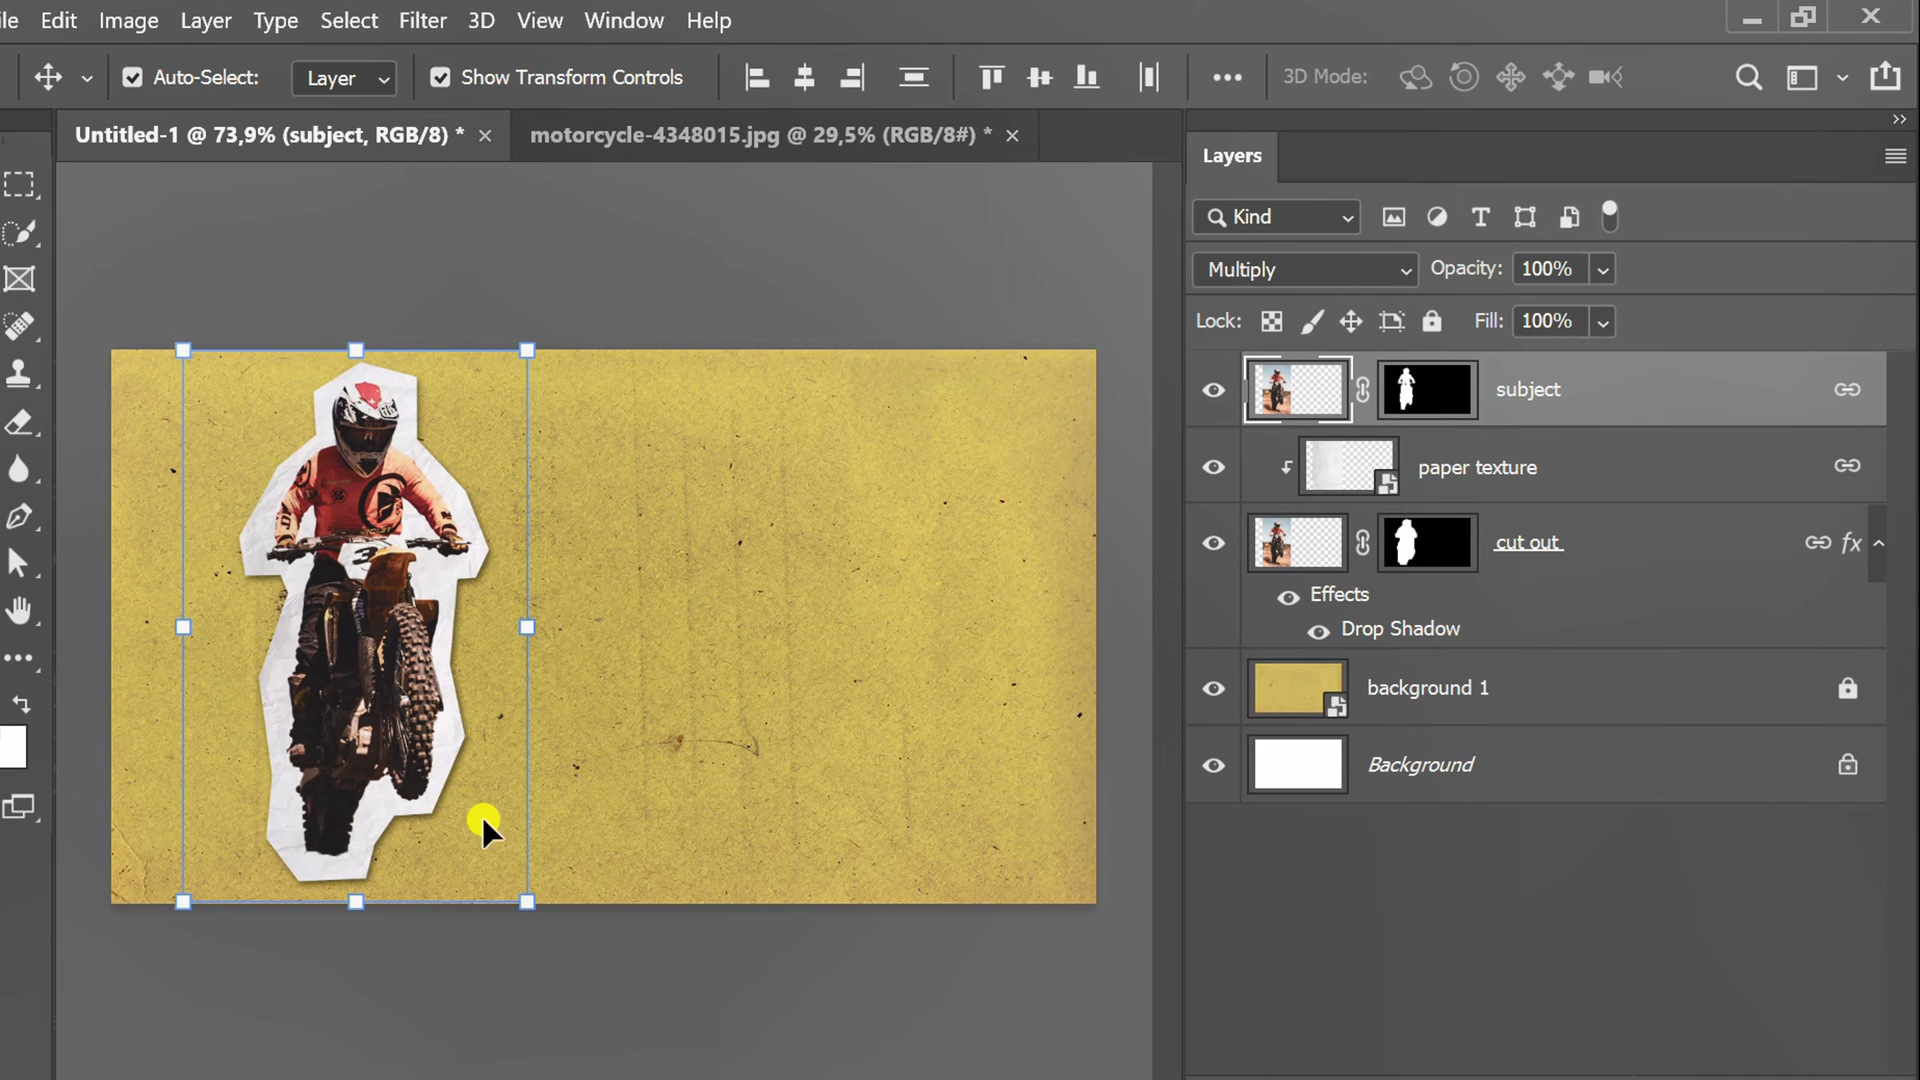 ile Edit Image Layer Type Select Filter 3D View Window Help
Auto-Select: Layer Show Transform Controls 3D Mode:
Untitled-1 @ 73,9% (subject, RGB/8) * motorcycle-4348015.jpg @ 29,5% (RGB/8#) *
Layers
Kind
Multiply Opacity: 100%
Lock: Fill: 100%
subject
paper texture
cut out fx
Effects
Drop Shadow
background 1
Background